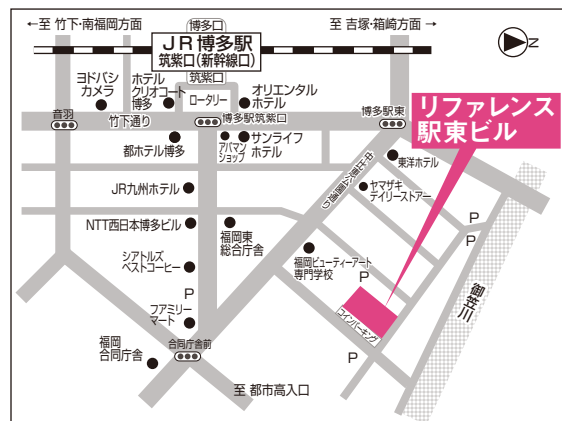 ←至 竹下・南福岡方面
博多口
至 吉塚・箱崎方面 →
JR博多駅
筑紫口(新幹線口)
N
筑紫口
ロータリー
ヨドバシ
カメラ
ホテル
クリオコート
博多
オリエンタル
ホテル
音羽
竹下通り
博多駅筑紫口
博多駅東
リファレンス
駅東ビル
都ホテル博多
アパマン
ショップ
サンライフ
ホテル
東洋ホテル
JR九州ホテル
ヤマザキ
デイリーストアー
NTT西日本博多ビル
福岡東
総合庁舎
P
P
シアトルズ
ベストコーヒー
福岡ビューティーアート
専門学校
P
御笠川
P
ファミリー
マート
コインパーキング
合同庁舎前
P
福岡
合同庁舎
至 都市高入口